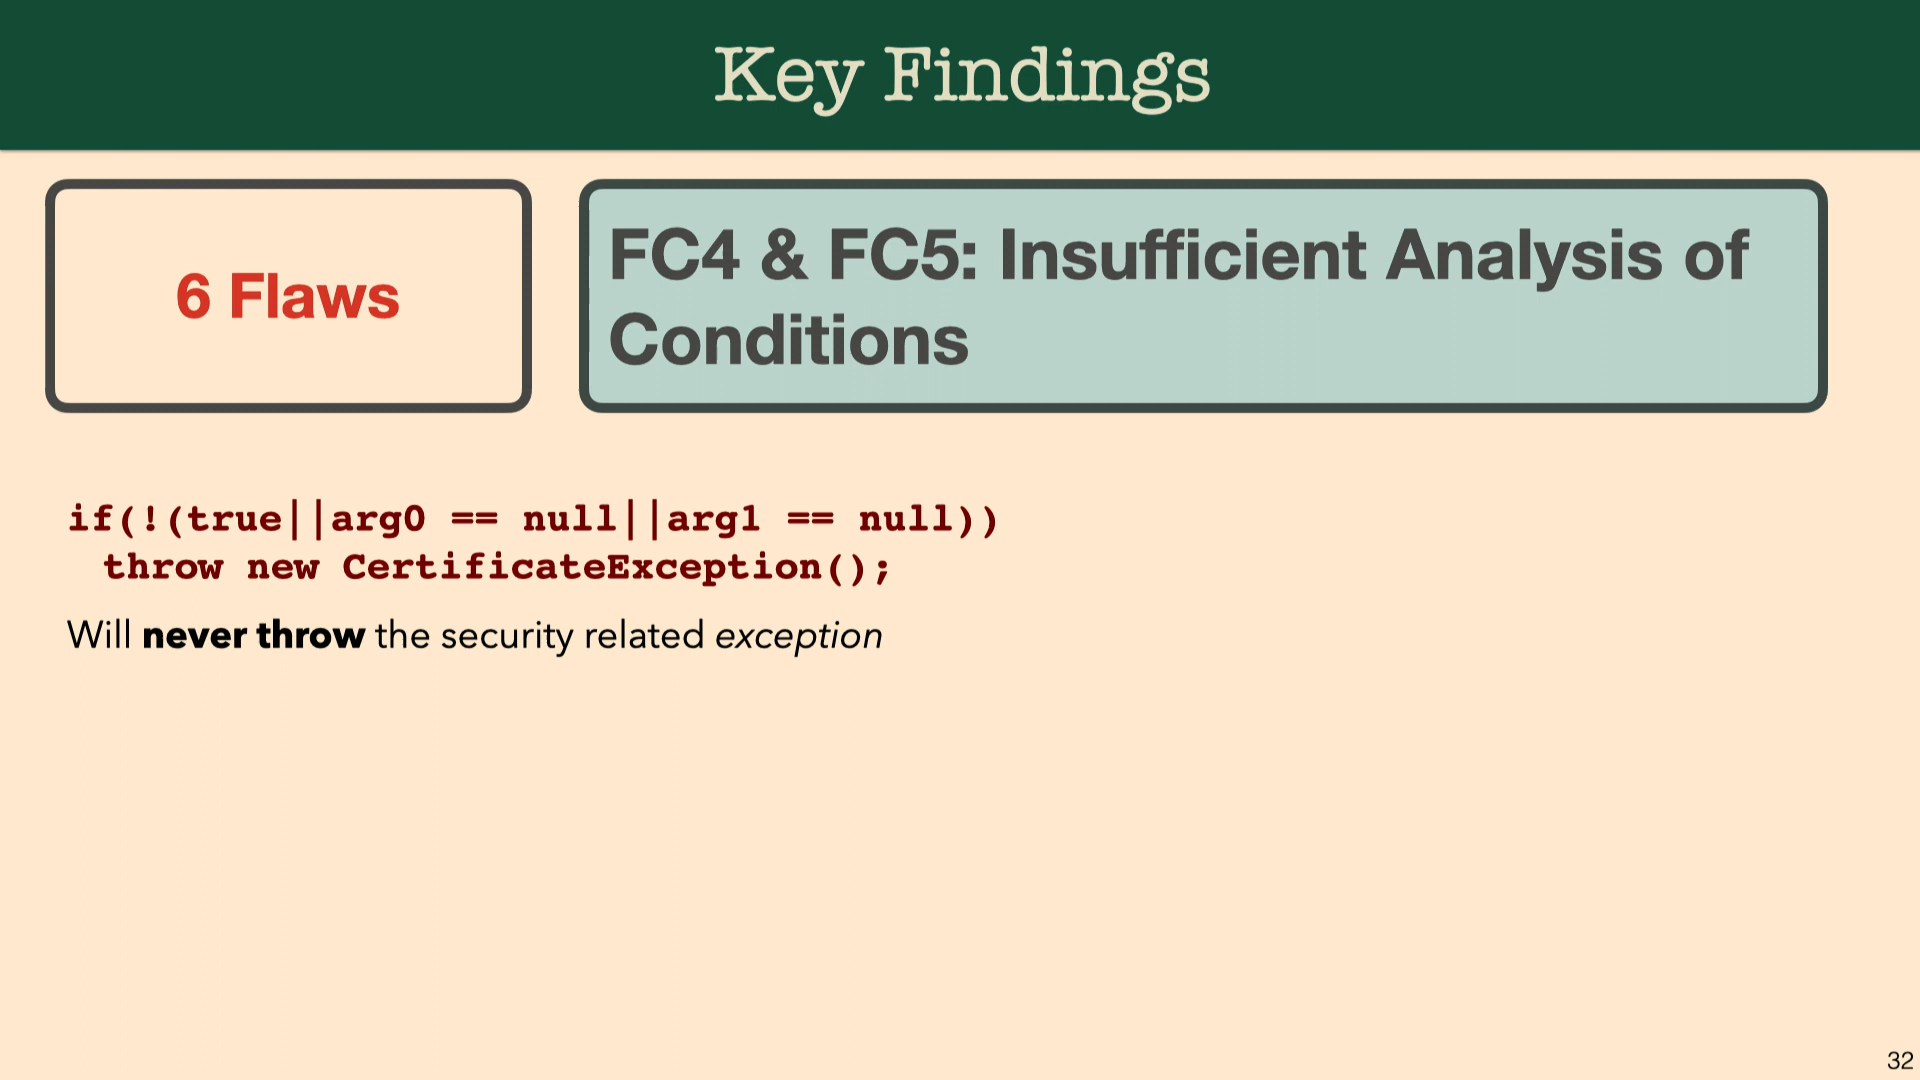 Key Findings
6 Flaws
FC4 & FC5: Insufficient Analysis of
Conditions
if(!(true||arg0 == null||arg1 == null))
throw new CertificateException();
Will never throw the security related exception
32